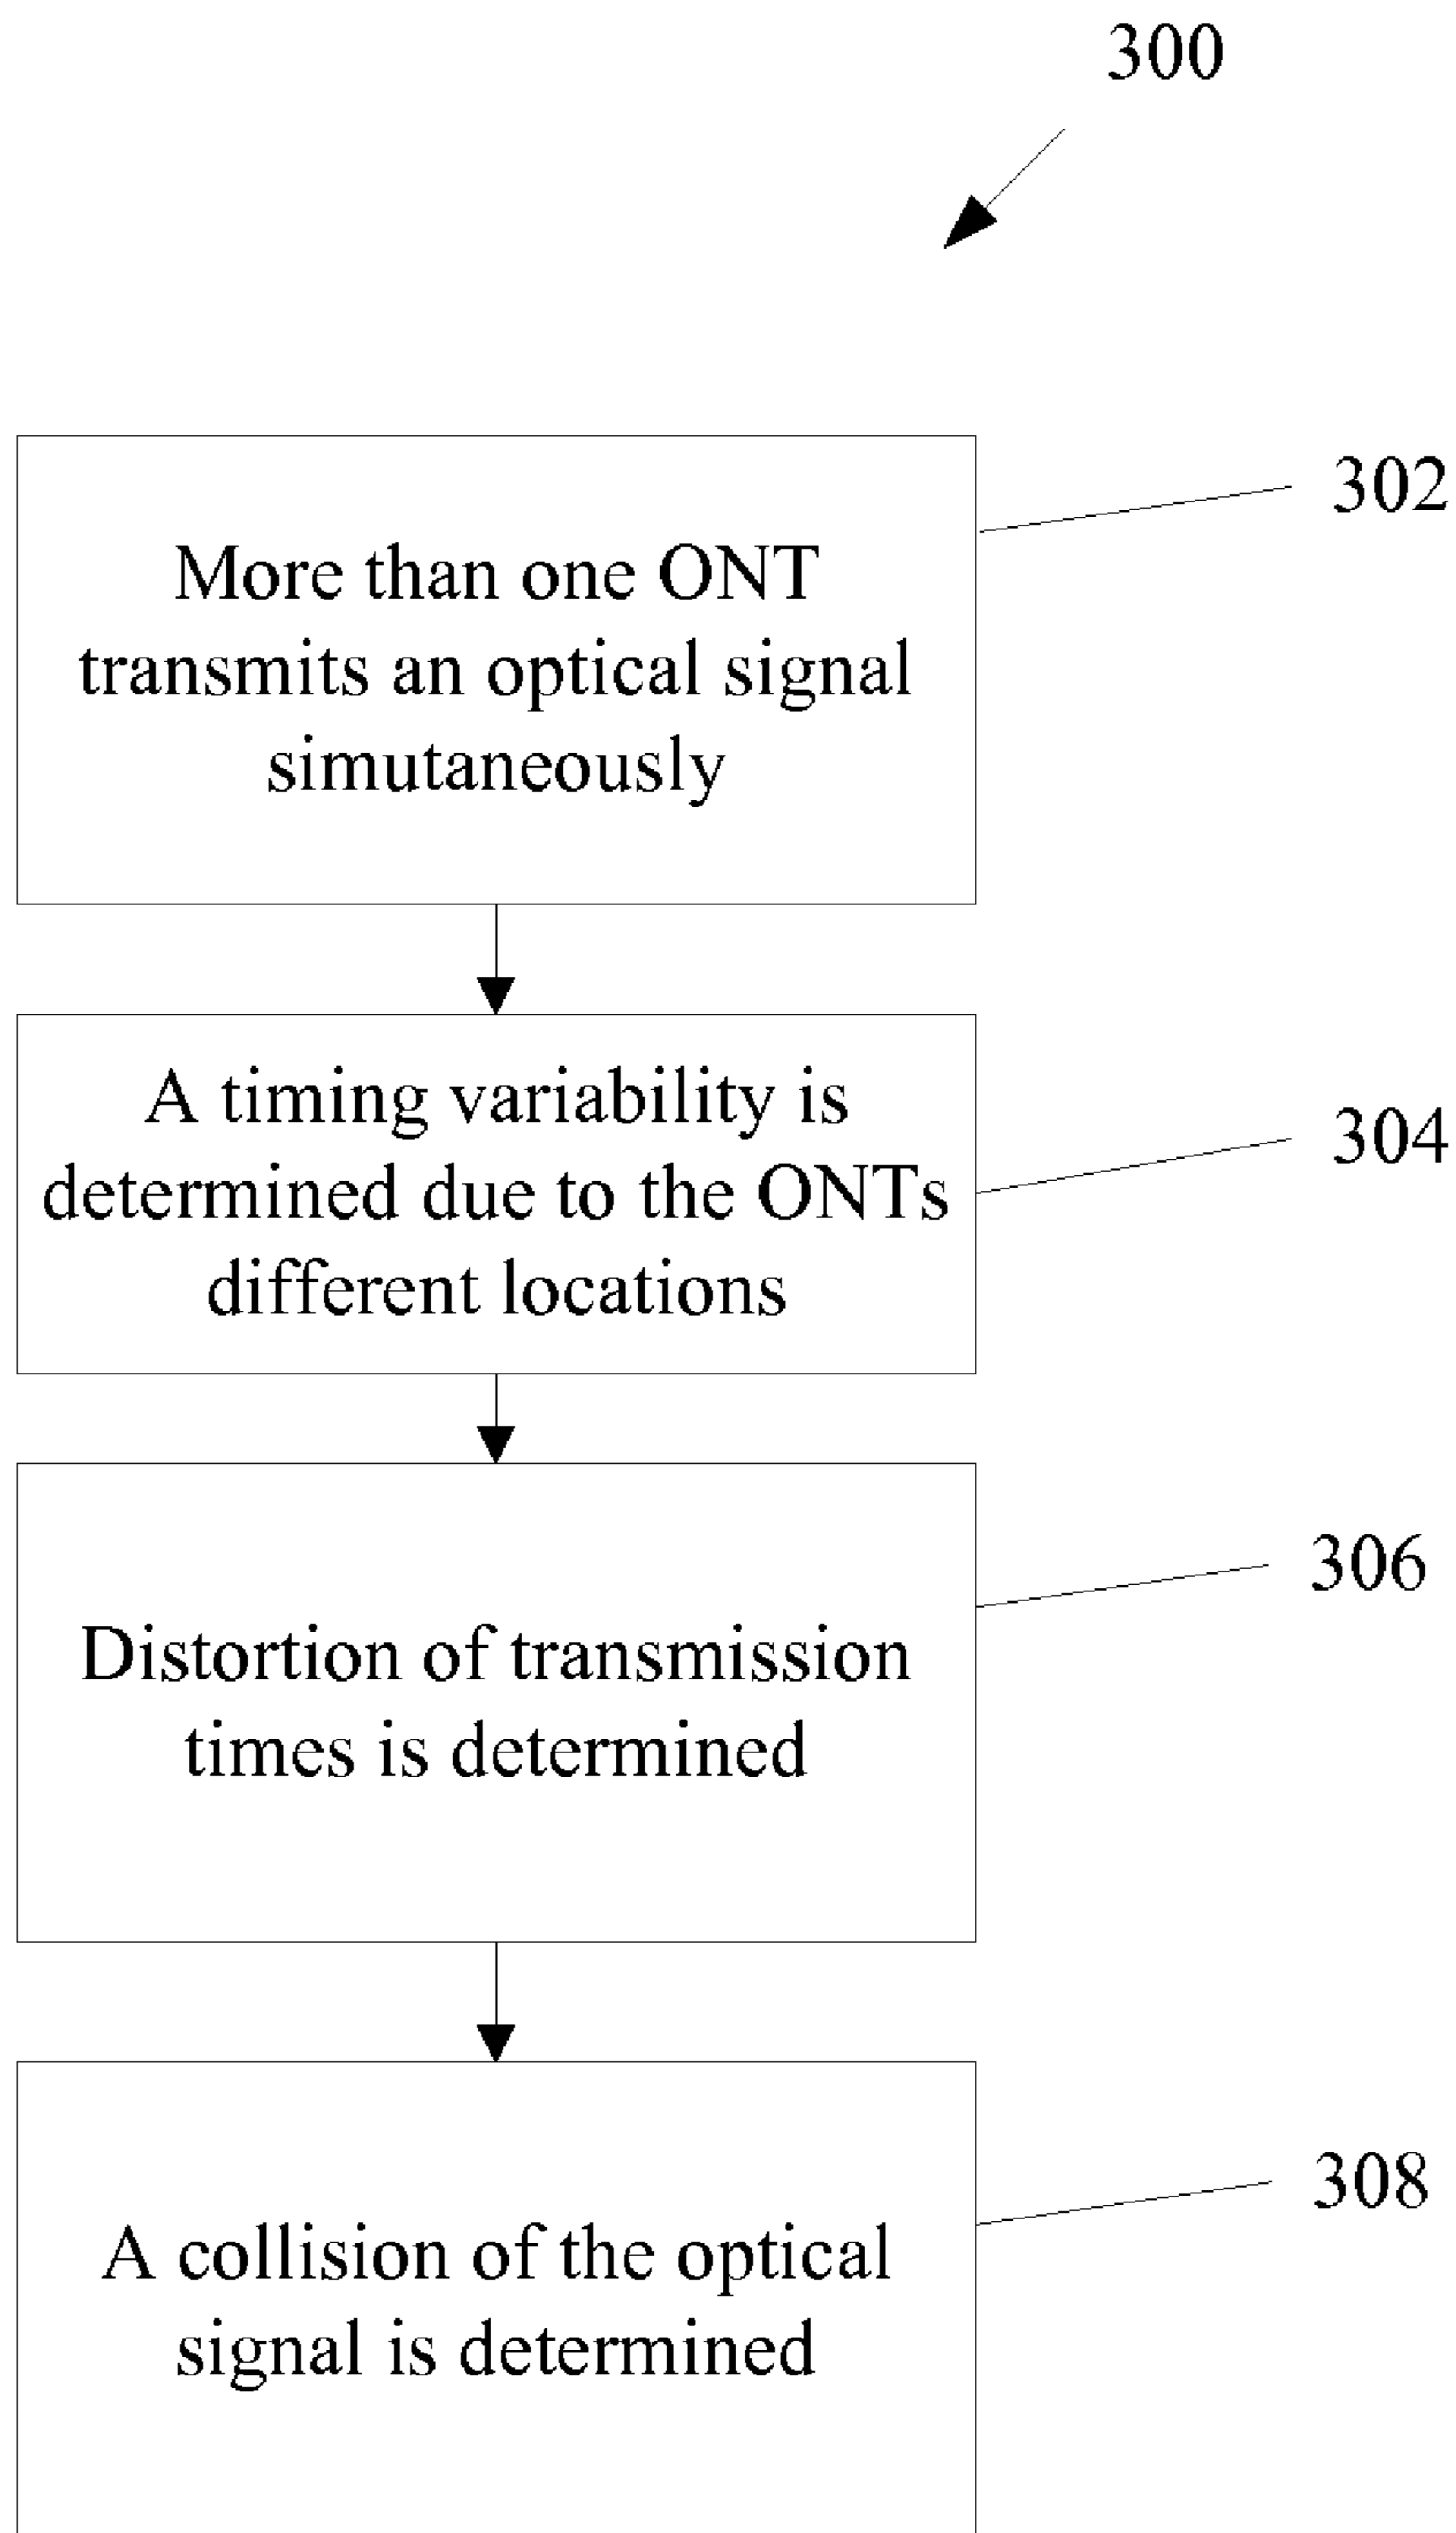 300
More than one ONT
transmits an optical signal
simutaneously
302
A timing variability is
determined due to the ONTs
different locations
304
Distortion of transmission
times is determined
306
A collision of the optical
signal is determined
308